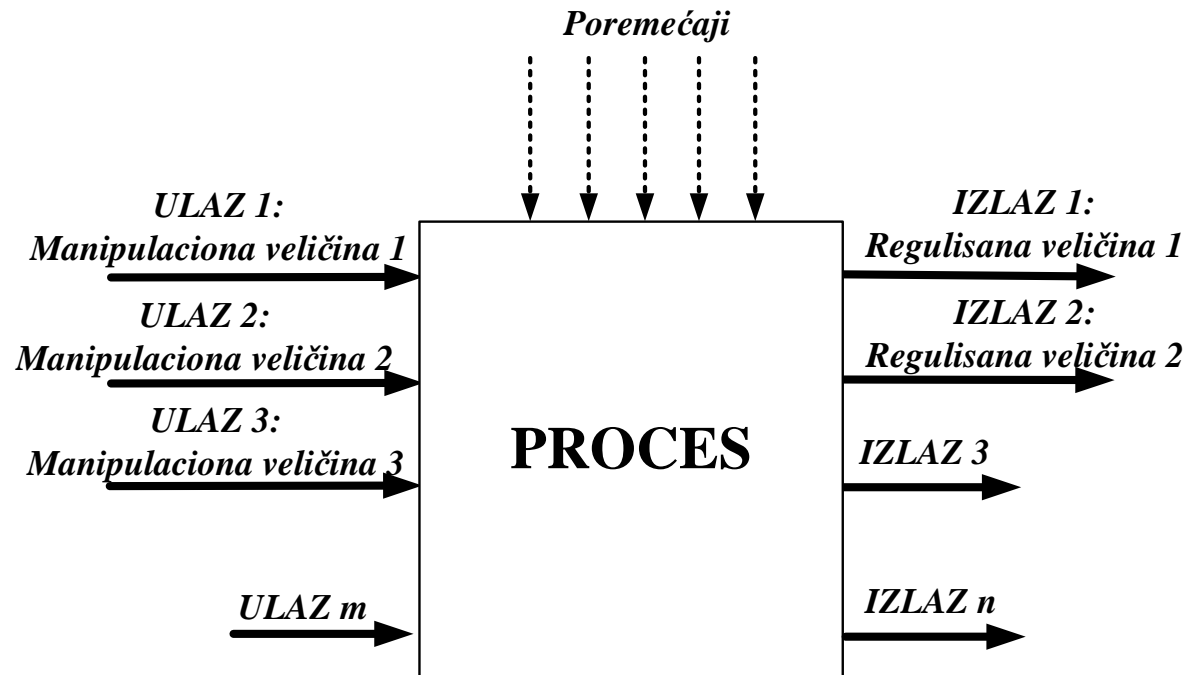 Poremećaji
ULAZ 1:
Manipulaciona veličina 1
ULAZ 2:
Manipulaciona veličina 2
ULAZ 3:
Manipulaciona veličina 3
ULAZ m
PROCES
IZLAZ 1:
Regulisana veličina 1
IZLAZ 2:
Regulisana veličina 2
IZLAZ 3
IZLAZ n